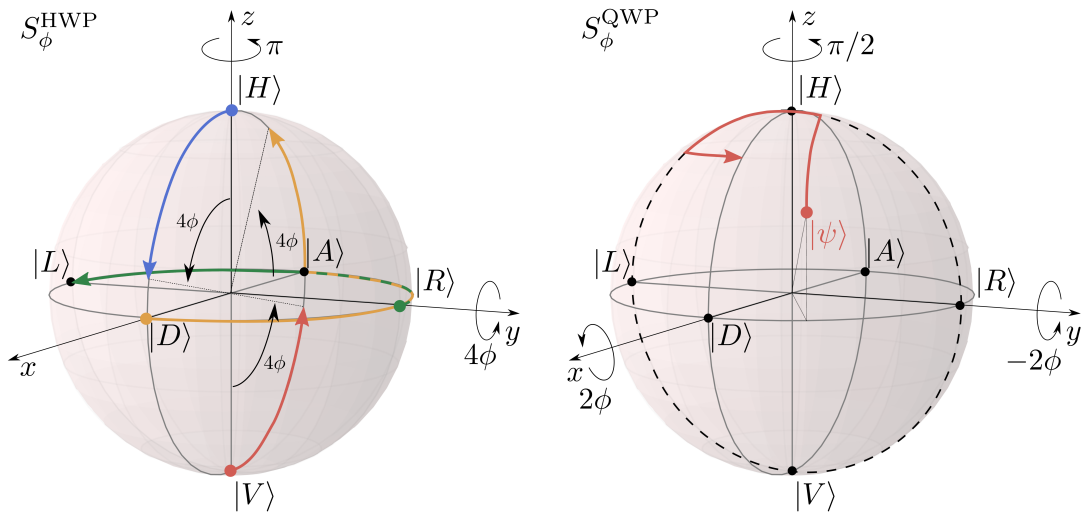 S_ϕ^HWP
z
π
|H⟩
4ϕ
4ϕ
|L⟩
|A⟩
|R⟩
|D⟩
4ϕ
x
y
4ϕ
|V⟩
S_ϕ^QWP
z
π/2
|H⟩
|ψ⟩
|L⟩
|A⟩
|R⟩
|D⟩
x
2ϕ
y
−2ϕ
|V⟩